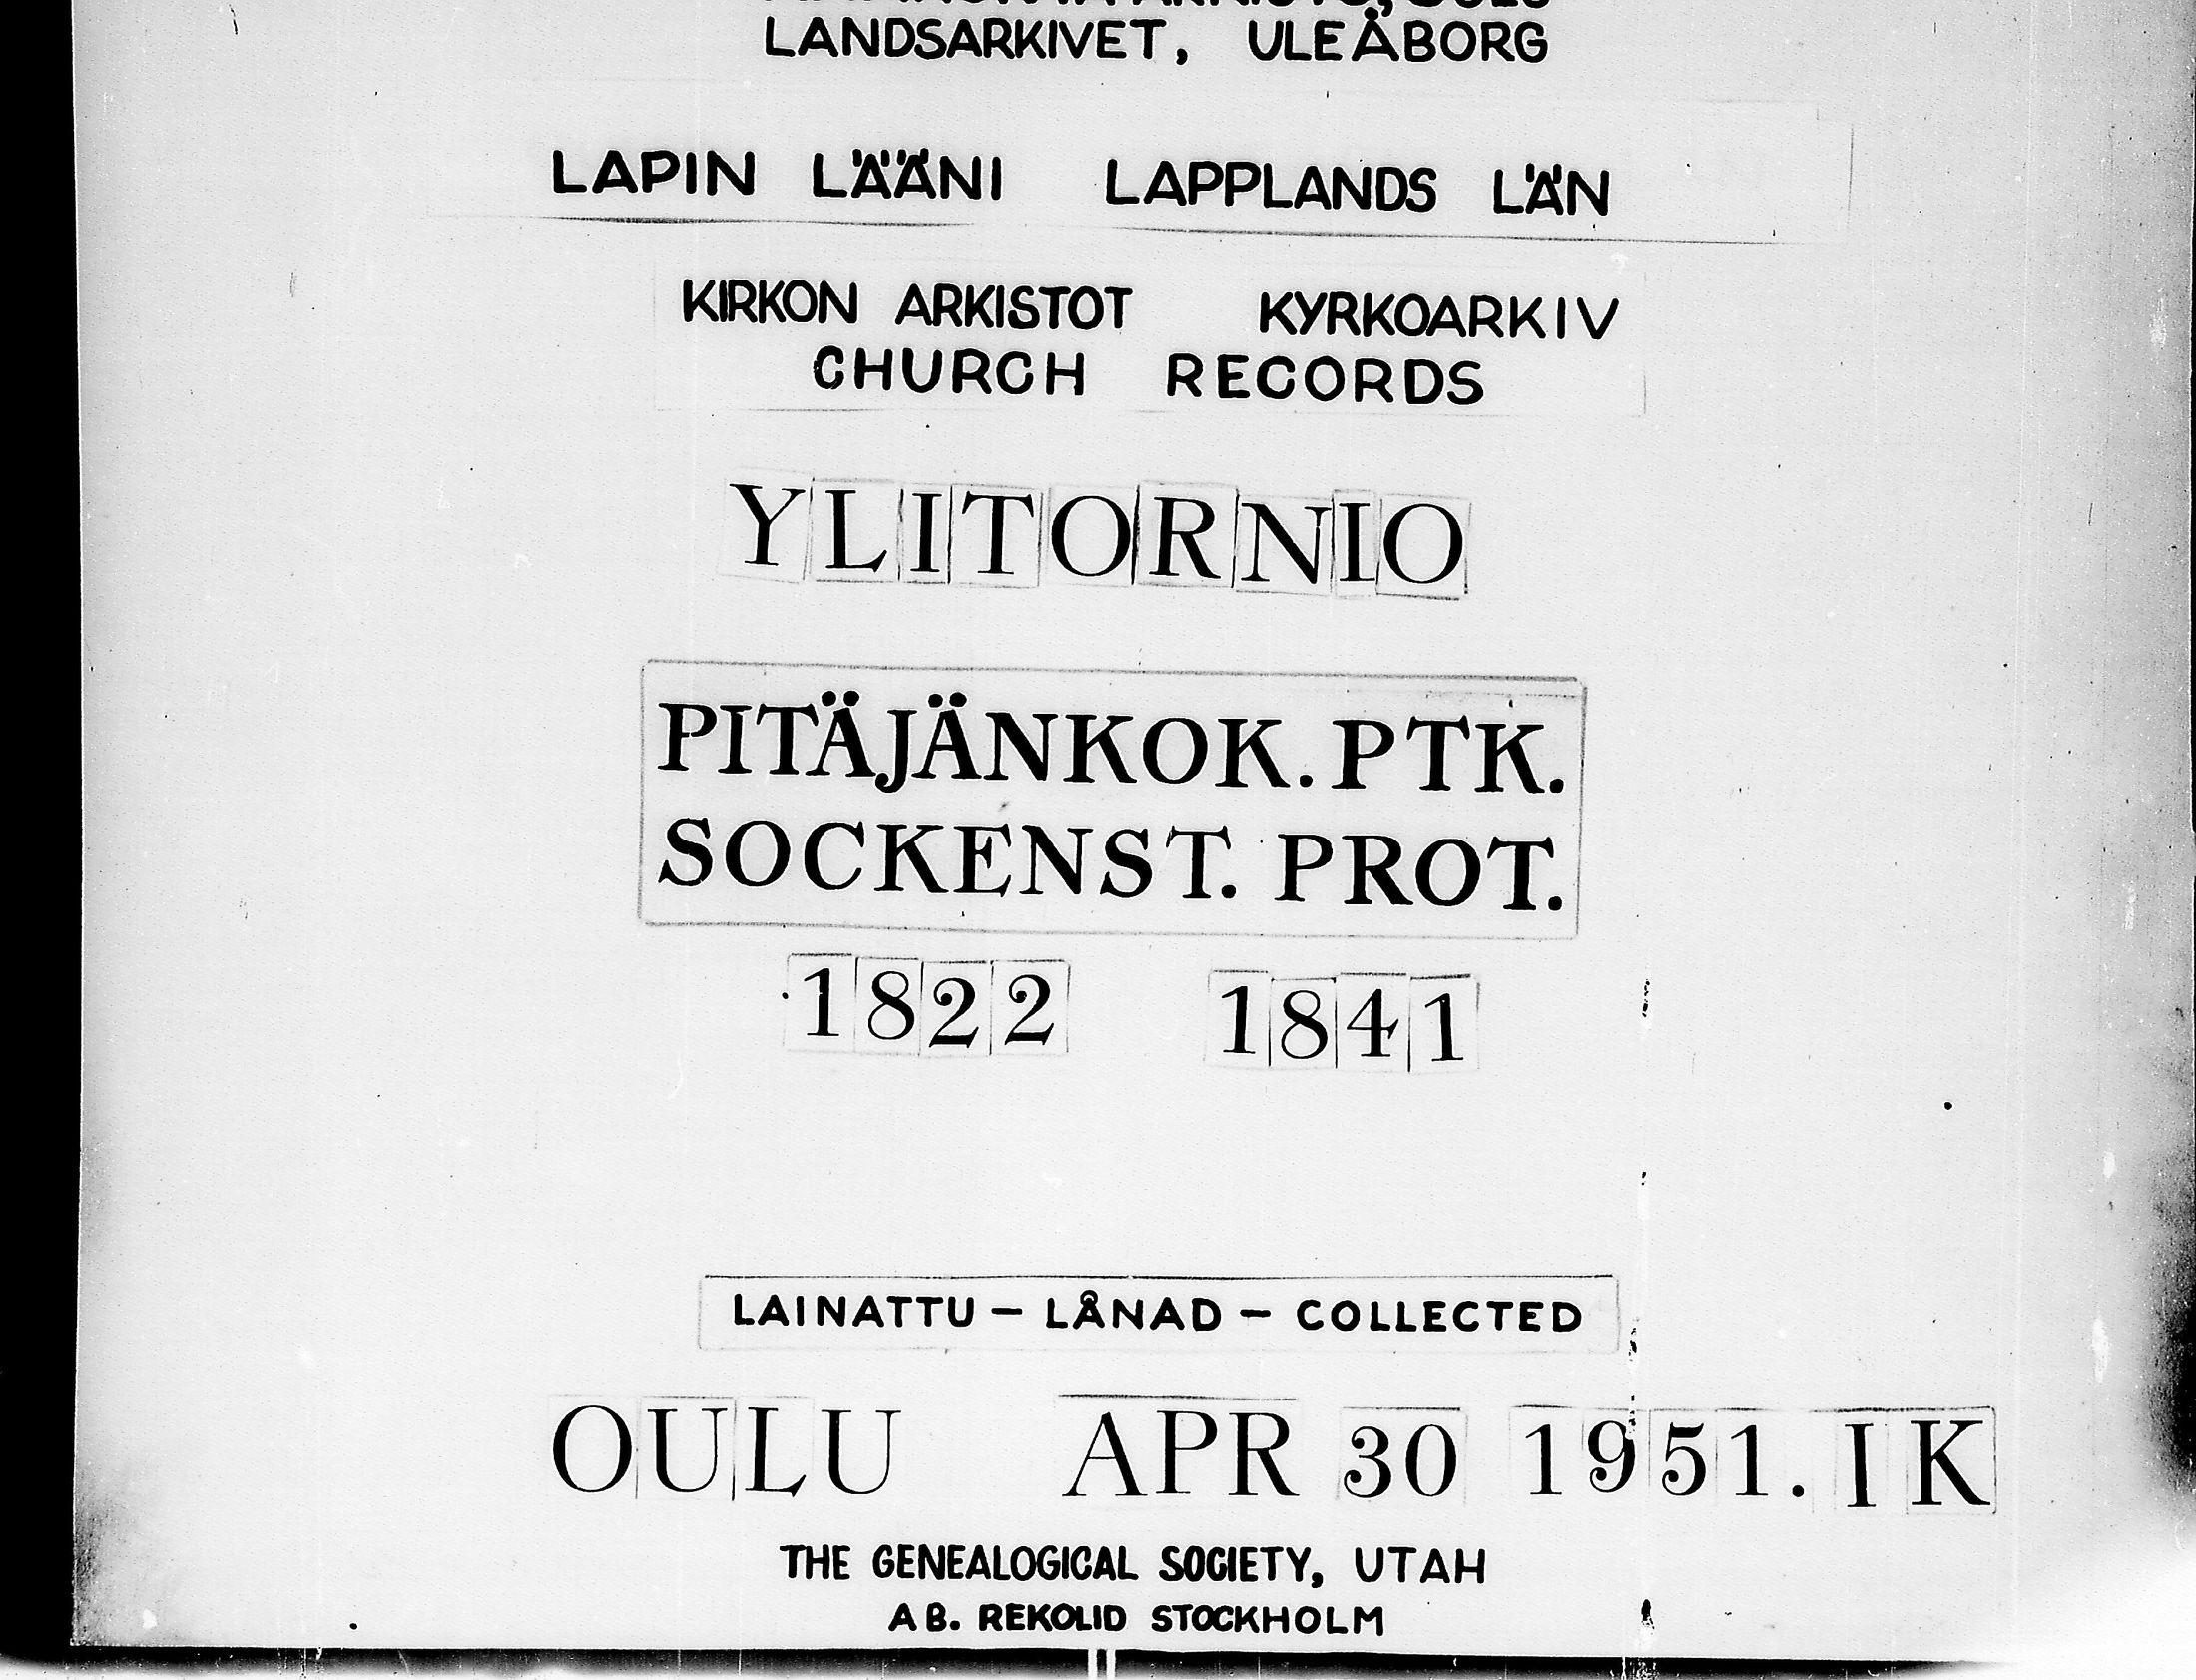 LANDSARKIVET, ULEÅBORG
LAPIN LÄÄNI LAPPLANDS LÄN
KIRKON ARKISTOT KYRKOARKIV
CHURCH RECORDS
YLITORNIO
PITÄJÄNKOK. PTK.
SOCKENST. PROT.
1822 1841
LAINATTU – LÅNAD – COLLECTED
OULU APR 30 1951. IK
THE GENEALOGICAL SOCIETY, UTAH
AB. REKOLID STOCKHOLM